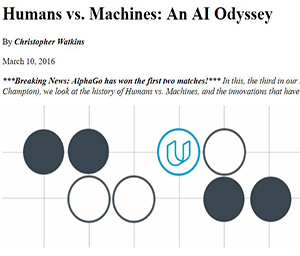 Humans vs. Machines: An AI Odyssey
By Christopher Watkins
March 10, 2016
***Breaking News: AlphaGo has won the first two matches!*** In this, the third in our
Champion), we look at the history of Humans vs. Machines, and the innovations that have